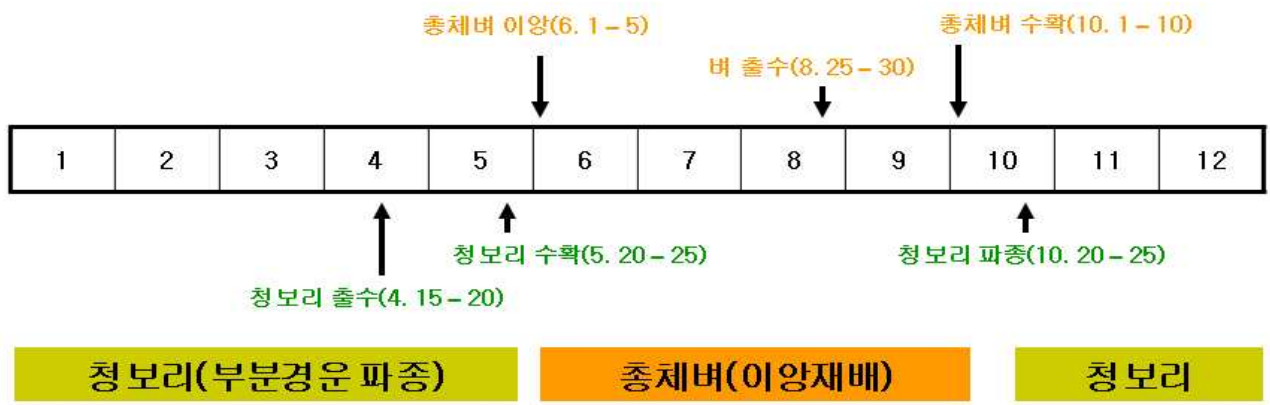 총체벼 이앙(6. 1 – 5)
총체벼 수확(10. 1 – 10)
벼 출수(8. 25 – 30)
1 2 3 4 5 6 7 8 9 10 11 12
청보리 수확(5. 20 – 25)
청보리 파종(10. 20 – 25)
청보리 출수(4. 15 – 20)
청보리(부분경운 파종) 총체벼(이앙재배) 청보리